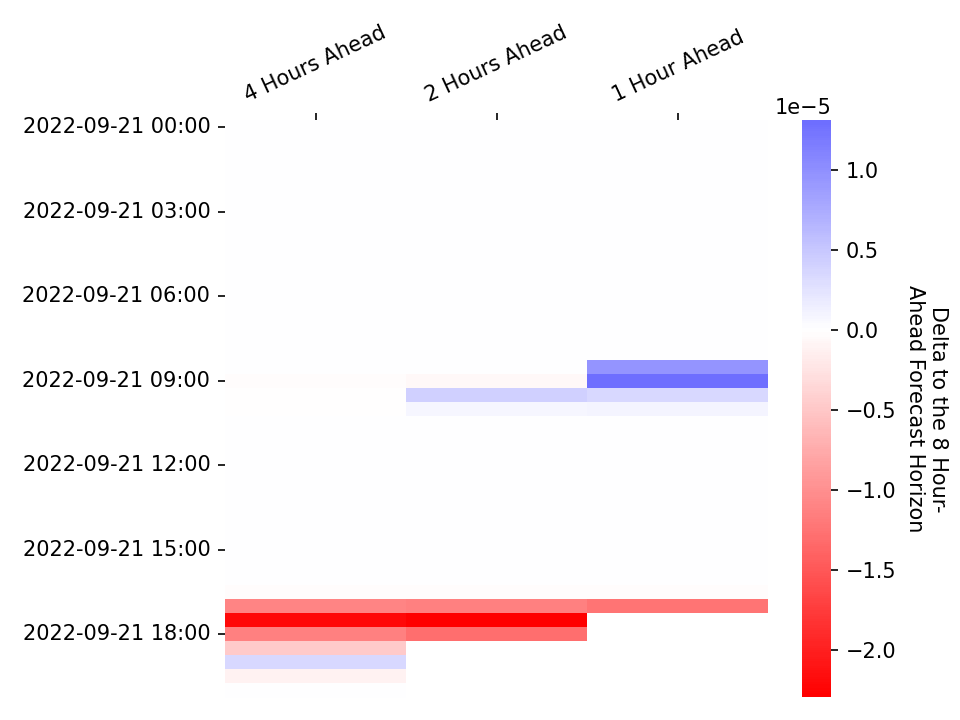 4 Hours Ahead
2 Hours Ahead
1 Hour Ahead
1e−5
2022-09-21 00:00
2022-09-21 03:00
2022-09-21 06:00
2022-09-21 09:00
2022-09-21 12:00
2022-09-21 15:00
2022-09-21 18:00
1.0
0.5
0.0
−0.5
−1.0
−1.5
−2.0
Delta to the 8 Hour-
Ahead Forecast Horizon